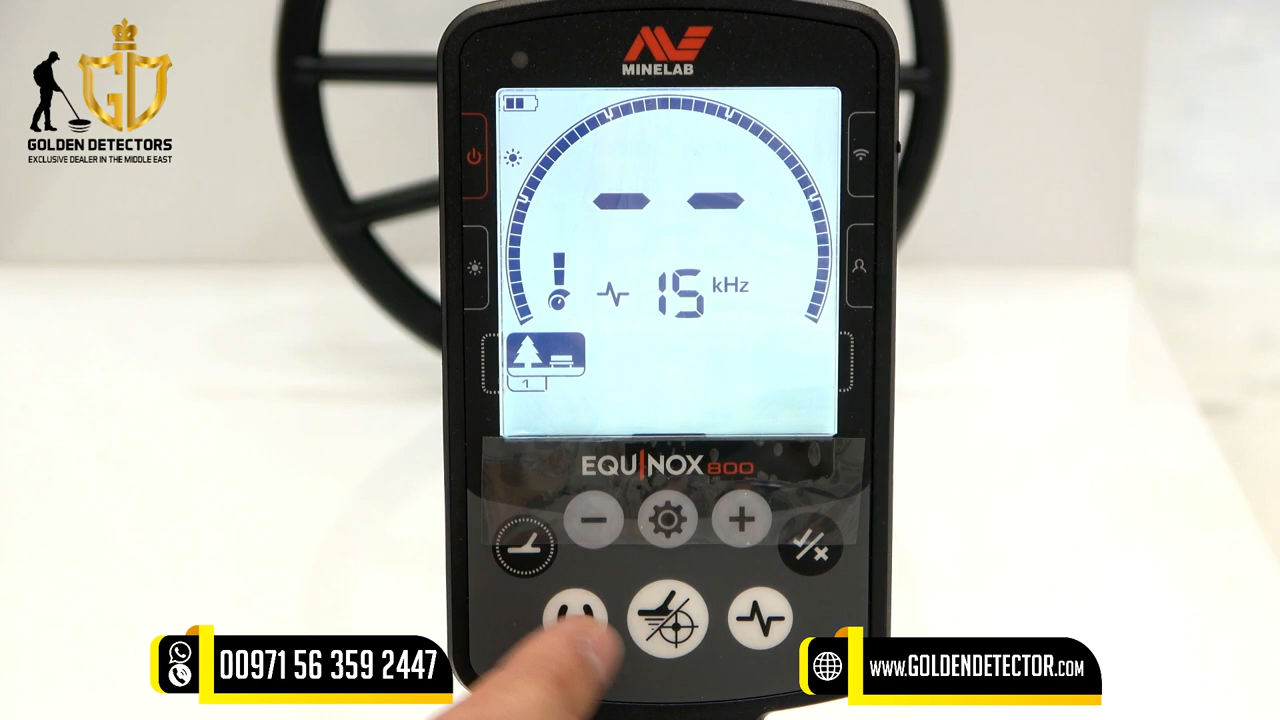 GD
GOLDEN DETECTORS
EXCLUSIVE DEALER IN THE MIDDLE EAST
MINELAB
15 kHz
1
EQUINOX 800
00971 56 359 2447
WWW.GOLDENDETECTOR.COM